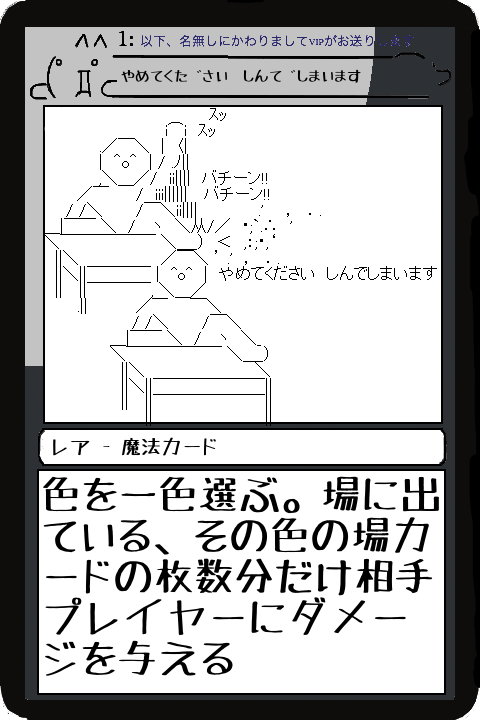 1: 以下、名無しにかわりましてVIPがお送りします
やめてくた゛さい しんて゛しまいます
スッ
スッ
バチーン!!
バチーン!!
やめてください しんでしまいます
レア - 魔法カード
色を一色選ぶ。場に出
ている、その色の場カ
ードの枚数分だけ相手
プレイヤーにダメー
ジを与える